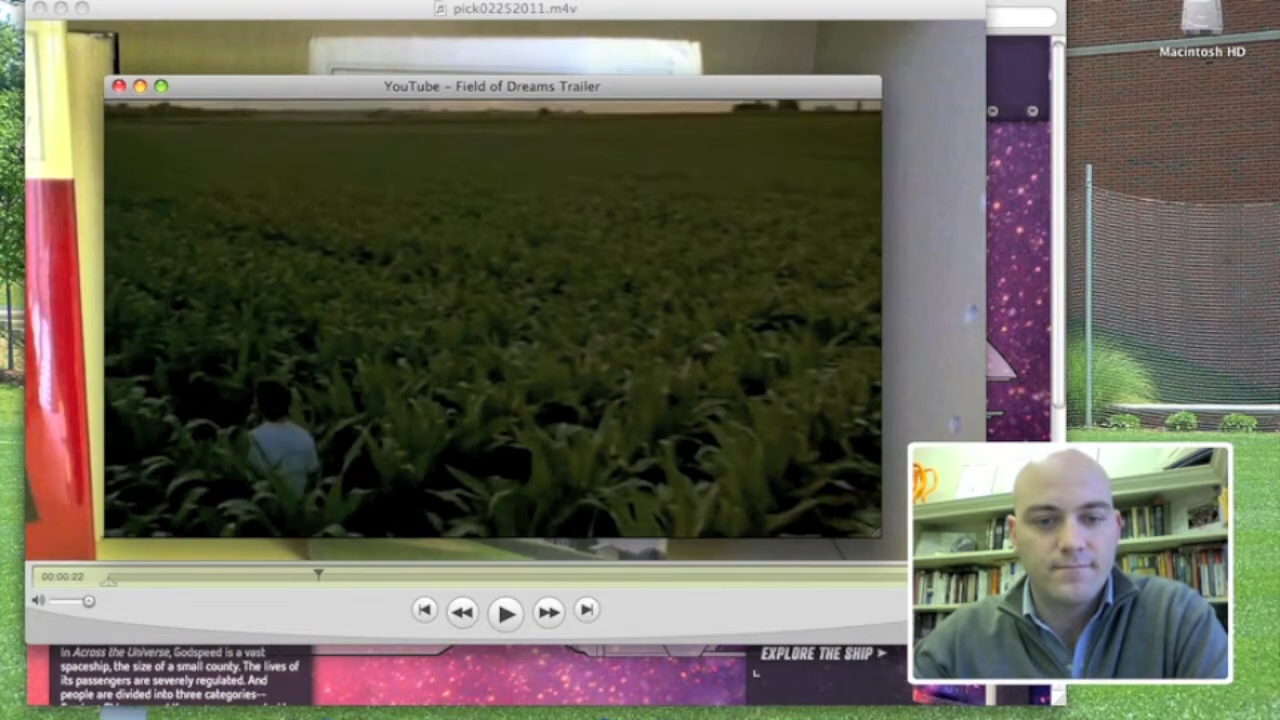 pick02252011.m4v
YouTube – Field of Dreams Trailer
Macintosh HD
00:00:22
In Across the Universe, Godspeed is a vast
spaceship, the size of a small county. The lives of
its passengers are severely regulated. And
people are divided into three categories--
EXPLORE THE SHIP